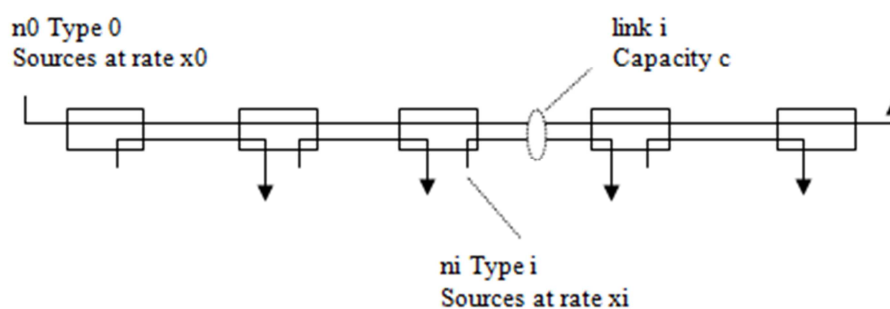 n0 Type 0
Sources at rate x0
link i
Capacity c
ni Type i
Sources at rate xi